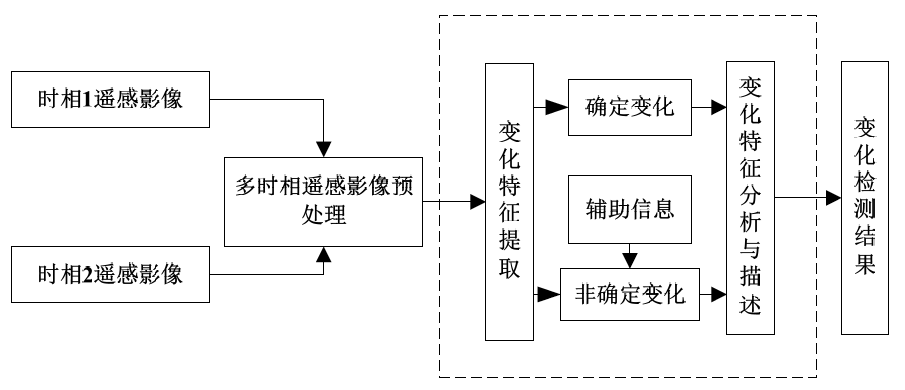 时相1遥感影像
多时相遥感影像预
处理
时相2遥感影像
变化特征提取
确定变化
辅助信息
非确定变化
变化特征分析与描述
变化检测结果